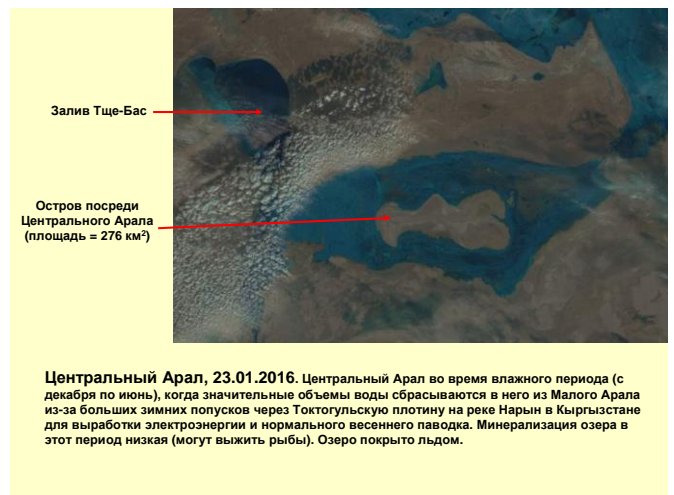 Залив Тще-Бас
Остров посреди
Центрального Арала
(площадь = 276 км²)
Центральный Арал, 23.01.2016. Центральный Арал во время влажного периода (с
декабря по июнь), когда значительные объемы воды сбрасываются в него из Малого Арала
из-за больших зимних попусков через Токтогульскую плотину на реке Нарын в Кыргызстане
для выработки электроэнергии и нормального весеннего паводка. Минерализация озера в
этот период низкая (могут выжить рыбы). Озеро покрыто льдом.